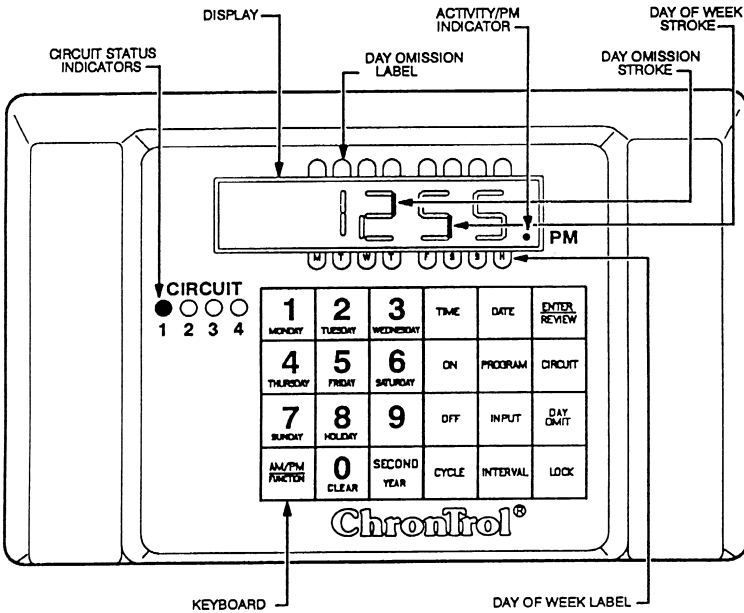 DISPLAY
ACTIVITY/PM
INDICATOR
DAY OF WEEK
STROKE
CIRCUIT STATUS
INDICATORS
DAY OMISSION
LABEL
DAY OMISSION
STROKE
12 55
PM
M T W T F S S H
CIRCUIT
1 2 3 4
1 2 3 TIME DATE ENTER
MONDAY TUESDAY WEDNESDAY REVIEW
4 5 6 ON PROGRAM CIRCUIT
THURSDAY FRIDAY SATURDAY
7 8 9 OFF INPUT DAY
SUNDAY HOLIDAY OMIT
AM/PM 0 SECOND CYCLE INTERVAL LOCK
FUNCTION CLEAR YEAR
ChronTrol®
KEYBOARD
DAY OF WEEK LABEL